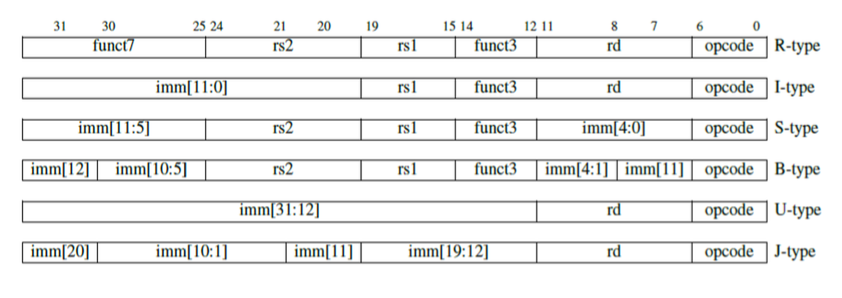 31 30 25 24 21 20 19 15 14 12 11 8 7 6 0
funct7 rs2 rs1 funct3 rd opcode R-type
imm[11:0] rs1 funct3 rd opcode I-type
imm[11:5] rs2 rs1 funct3 imm[4:0] opcode S-type
imm[12] imm[10:5] rs2 rs1 funct3 imm[4:1] imm[11] opcode B-type
imm[31:12] rd opcode U-type
imm[20] imm[10:1] imm[11] imm[19:12] rd opcode J-type